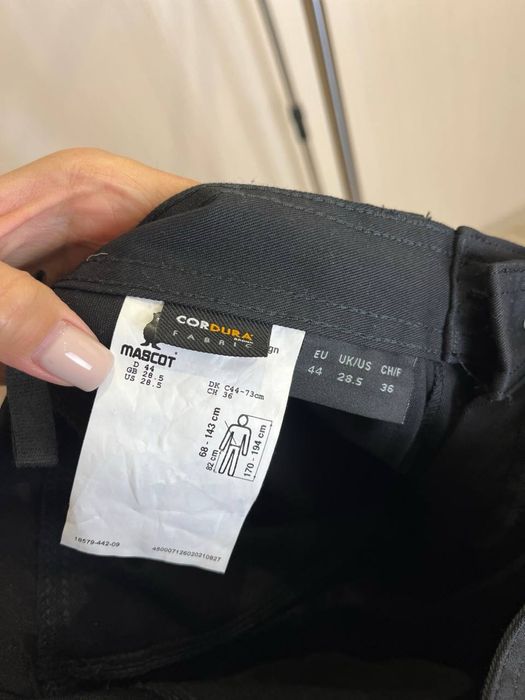 CORDURA
FABRIC
MASCOT
D 44
GB 28.5
US 28.5
DK C44-73cm
CH 36
68 - 143 cm
82 cm
170 - 194 cm
18579-442-09
EU UK/US CH/F
44 28.5 36